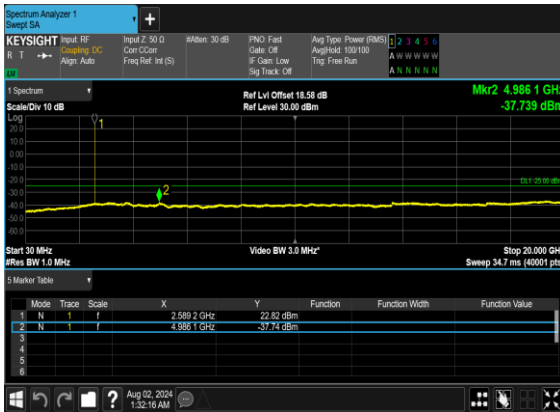 Spectrum Analyzer 1
Swept SA
KEYSIGHT
R T
Input: RF
Coupling: DC
Align: Auto
Input Z: 50 Ω
Corr CCorr
Freq Ref: Int (S)
#Atten: 30 dB
PNO: Fast
Gate: Off
IF Gain: Low
Sig Track: Off
Avg Type: Power (RMS)
Avg|Hold: 100/100
Trig: Free Run
1 2 3 4 5 6
A W W W W W
A N N N N N
1 Spectrum
Scale/Div 10 dB
Ref Lvl Offset 18.58 dB
Ref Level 30.00 dBm
Mkr2 4.986 1 GHz
-37.739 dBm
Log
20.0
10.0
0.00
-10.0
-20.0
-30.0
-40.0
-50.0
-60.0
1
2
DL1 -25.00 dBm
Start 30 MHz
#Res BW 1.0 MHz
Video BW 3.0 MHz*
Stop 20.000 GH
Sweep 34.7 ms (40001 pts
5 Marker Table
Mode Trace Scale X Y Function Function Width Function Value
1 N 1 f 2.589 2 GHz 22.82 dBm
2 N 1 f 4.986 1 GHz -37.74 dBm
3
4
5
6
Aug 02, 2024
1:32:16 AM